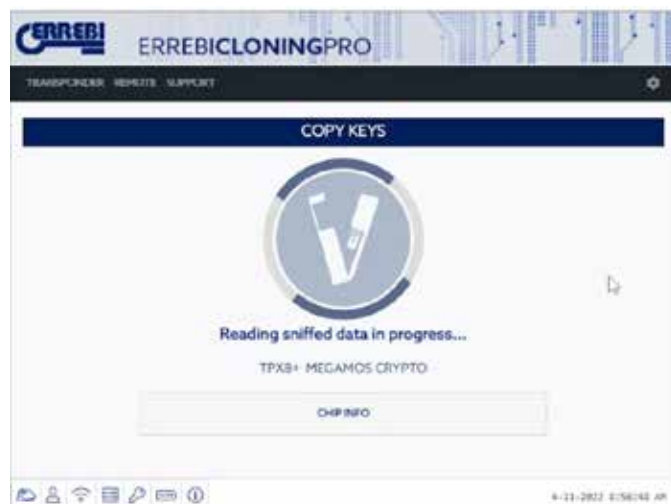 ERREBI
ERREBICLONINGPRO
TRANSPONDER REMOTE SUPPORT
COPY KEYS
Reading sniffed data in progress...
TPX8+ MEGAMOS CRYPTO
CHIP INFO